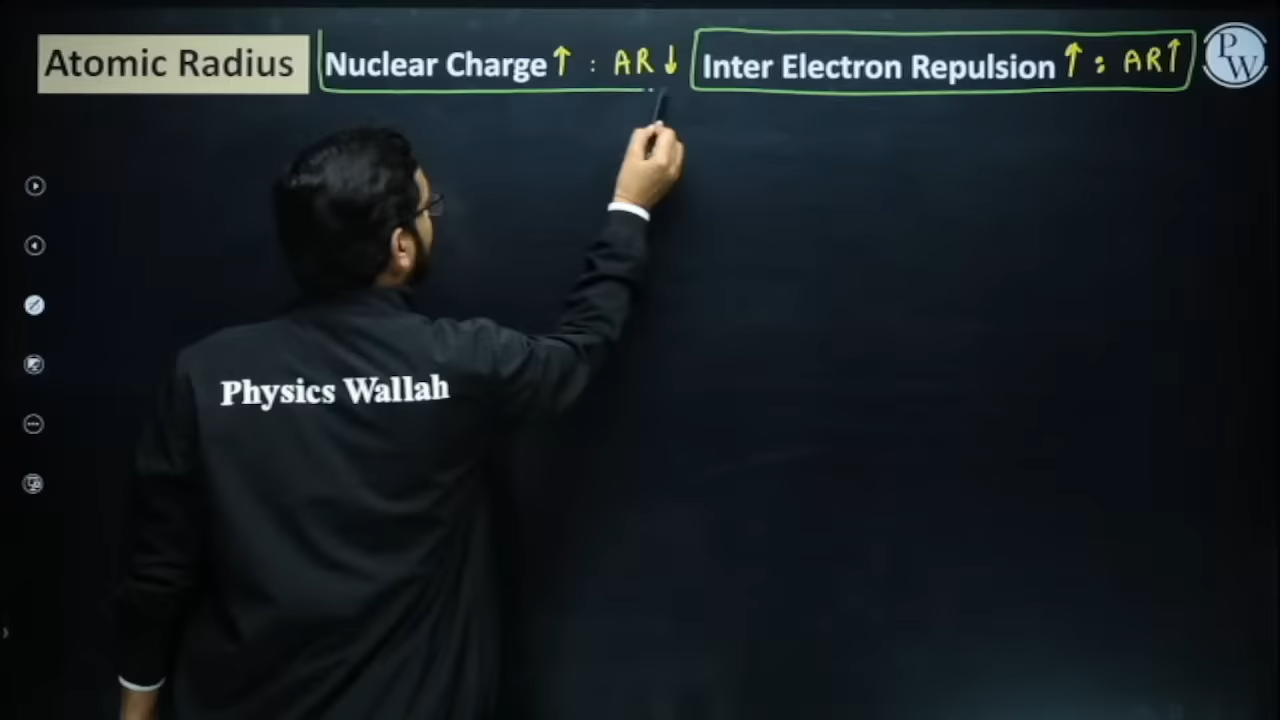 Atomic Radius Nuclear Charge ↑ : AR ↓ Inter Electron Repulsion ↑ : AR ↑ PW
Physics Wallah